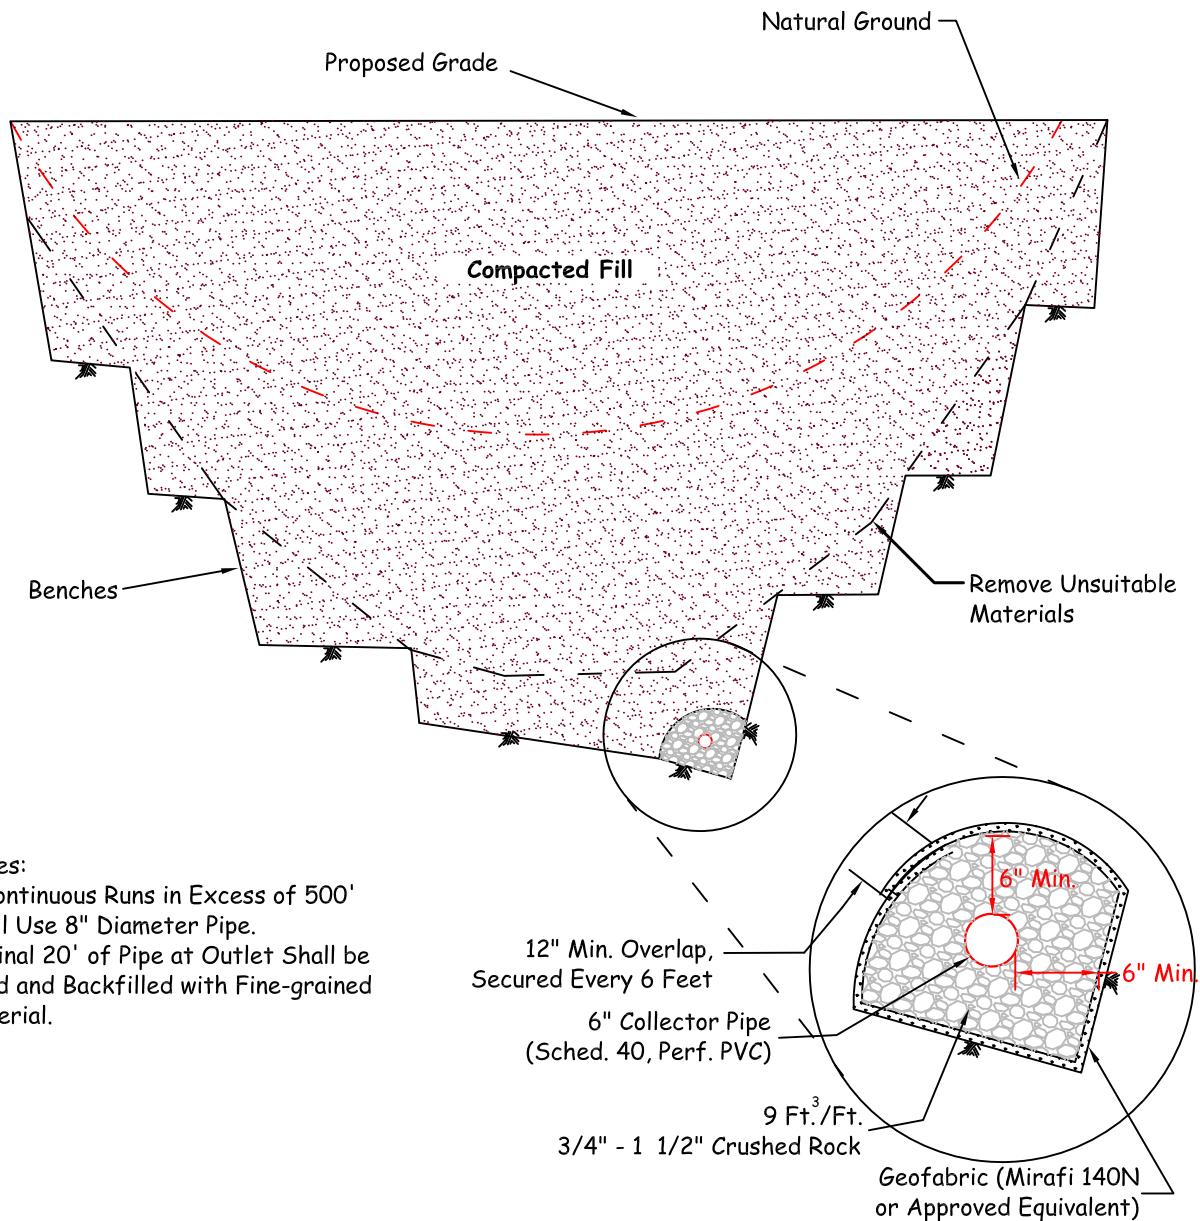 Natural Ground
Proposed Grade
Compacted Fill
Benches
Remove Unsuitable
Materials
es:
ontinuous Runs in Excess of 500'
l Use 8" Diameter Pipe.
inal 20' of Pipe at Outlet Shall be
d and Backfilled with Fine-grained
erial.
6" Min.
6" Min.
12" Min. Overlap,
Secured Every 6 Feet
6" Collector Pipe
(Sched. 40, Perf. PVC)
9 Ft.³/Ft.
3/4" - 1 1/2" Crushed Rock
Geofabric (Mirafi 140N
or Approved Equivalent)